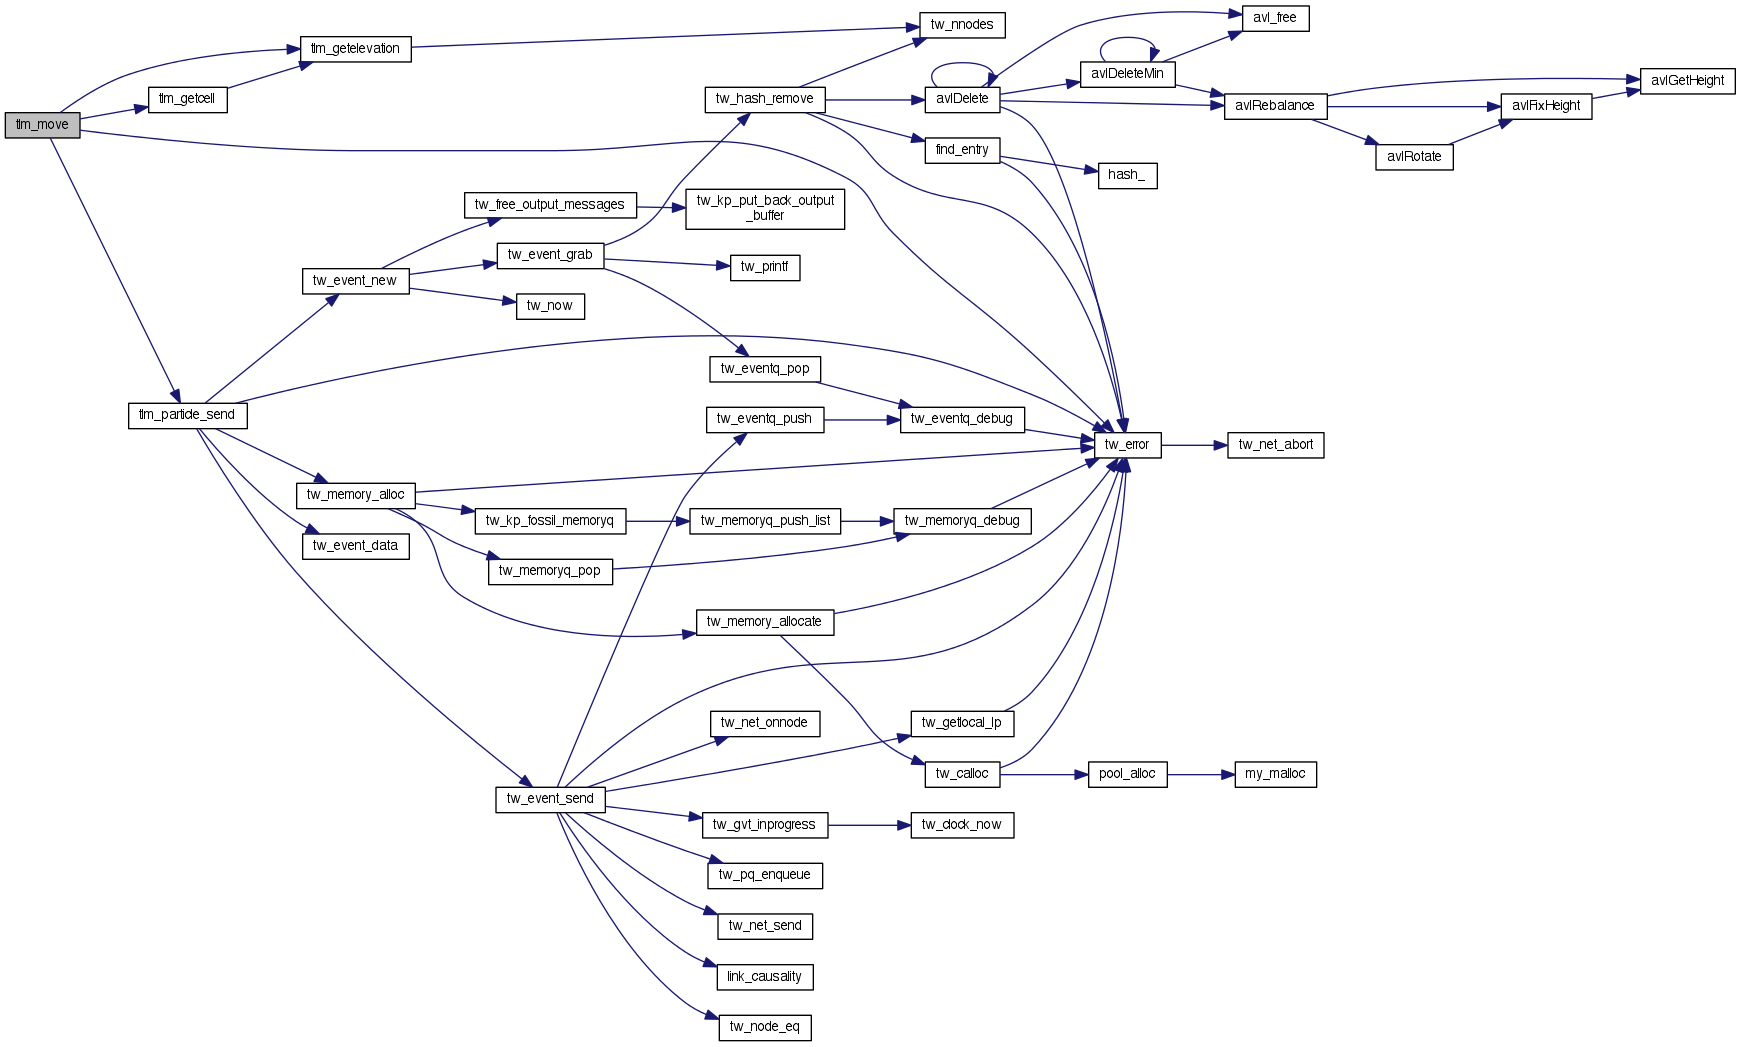 tlm_move
tlm_getelevation
tlm_getcell
tw_nnodes
tw_hash_remove
avlDelete
avl_free
avlDeleteMin
avlRebalance
avlGetHeight
avlFixHeight
avlRotate
find_entry
hash_
tw_free_output_messages
tw_kp_put_back_output
_buffer
tw_event_new
tw_event_grab
tw_printf
tw_now
tw_eventq_pop
tlm_particle_send
tw_eventq_push
tw_eventq_debug
tw_error
tw_net_abort
tw_memory_alloc
tw_kp_fossil_memoryq
tw_memoryq_push_list
tw_memoryq_debug
tw_event_data
tw_memoryq_pop
tw_memory_allocate
tw_net_onnode
tw_getlocal_lp
tw_calloc
pool_alloc
my_malloc
tw_event_send
tw_gvt_inprogress
tw_clock_now
tw_pq_enqueue
tw_net_send
link_causality
tw_node_eq